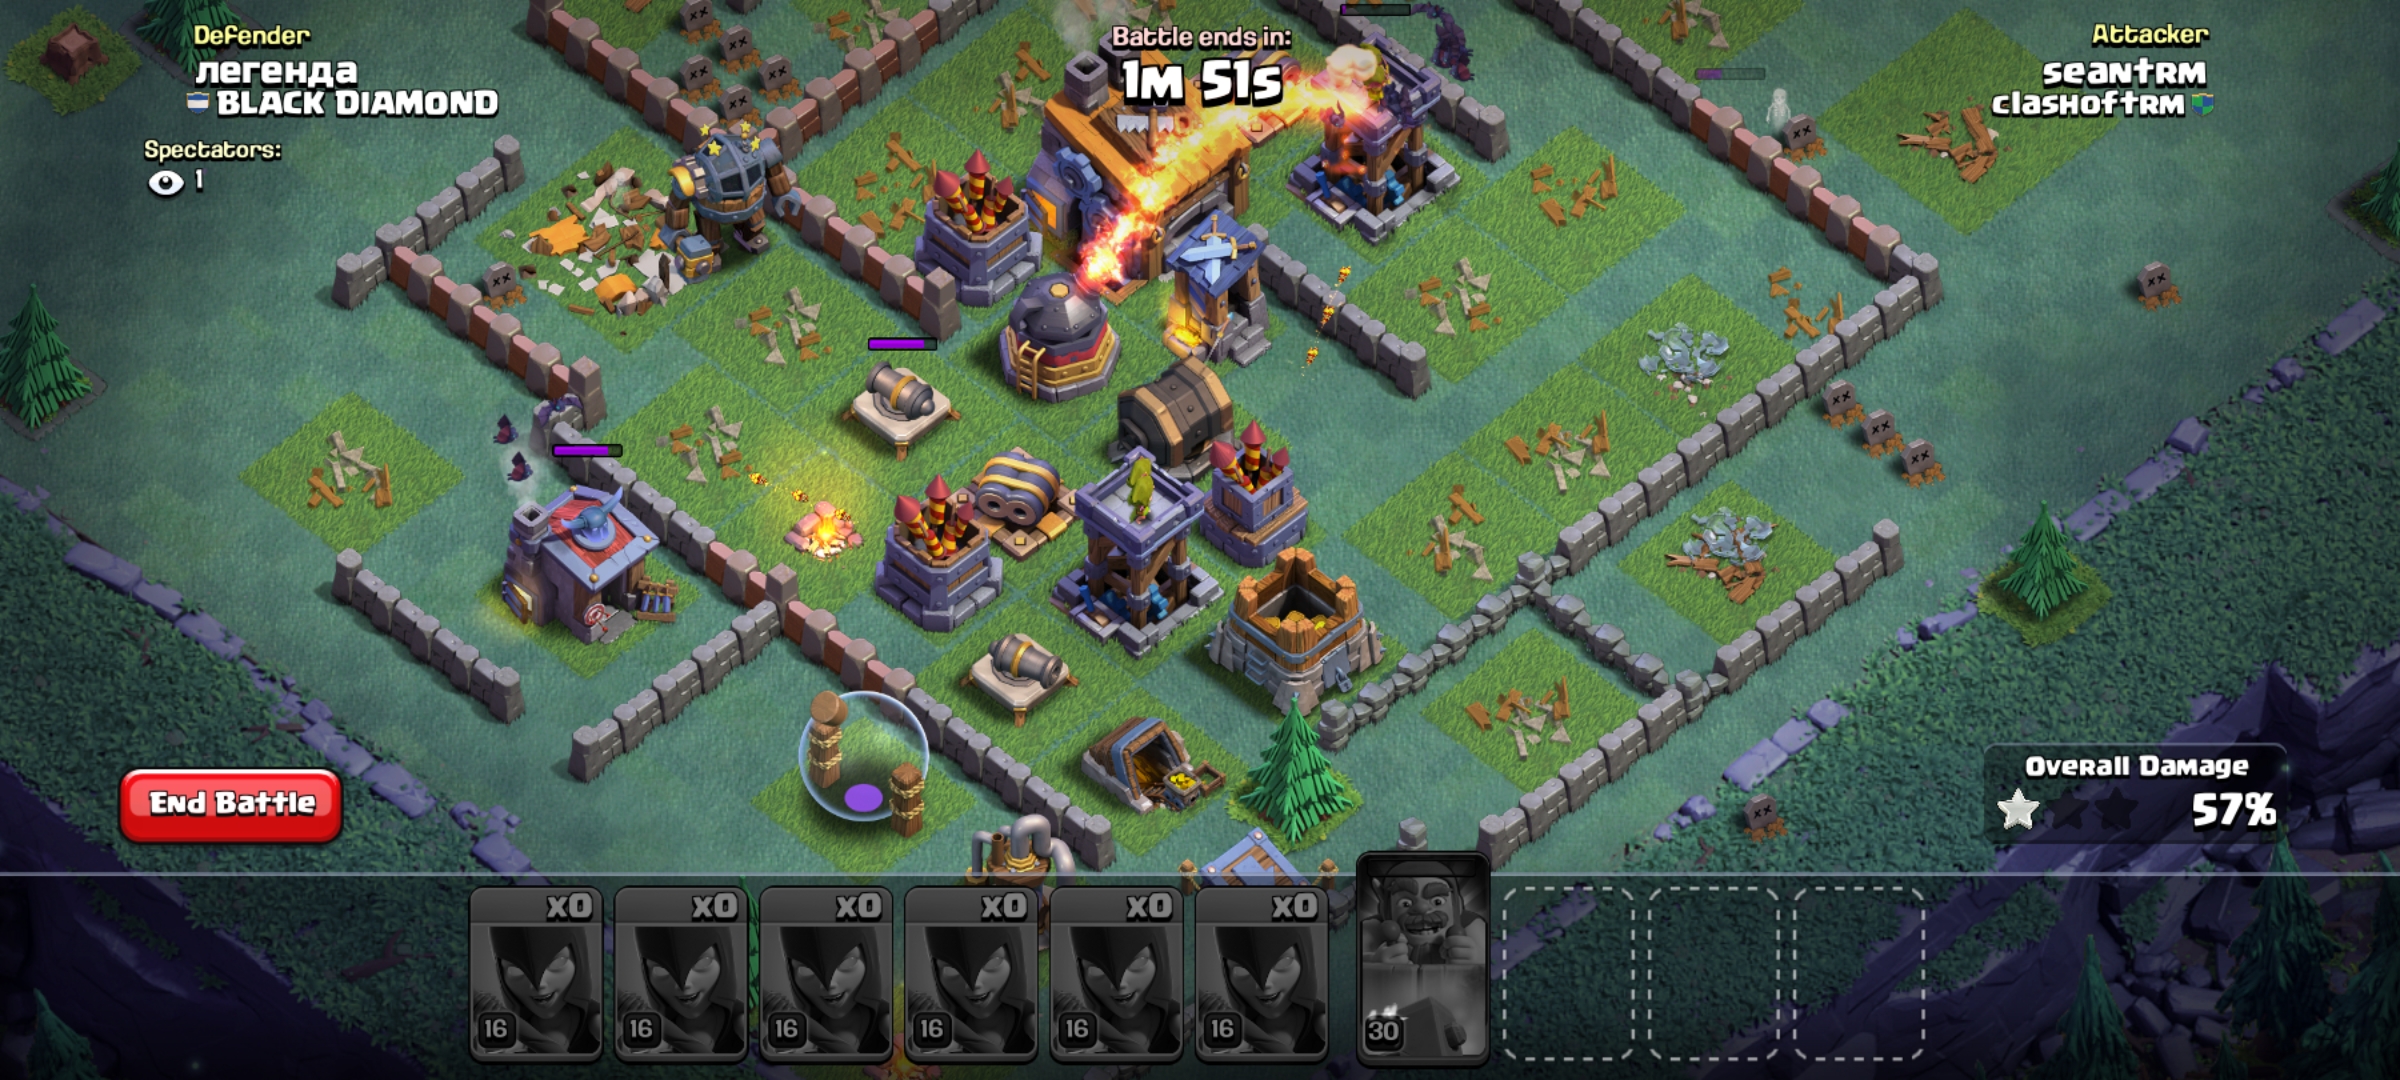 Defender
легенда
BLACK DIAMOND
Spectators:
1
Battle ends in:
1M 51s
Attacker
seantRM
clashoftRM
End Battle
Overall Damage
57%
x0 x0 x0 x0 x0 x0
16 16 16 16 16 16 30